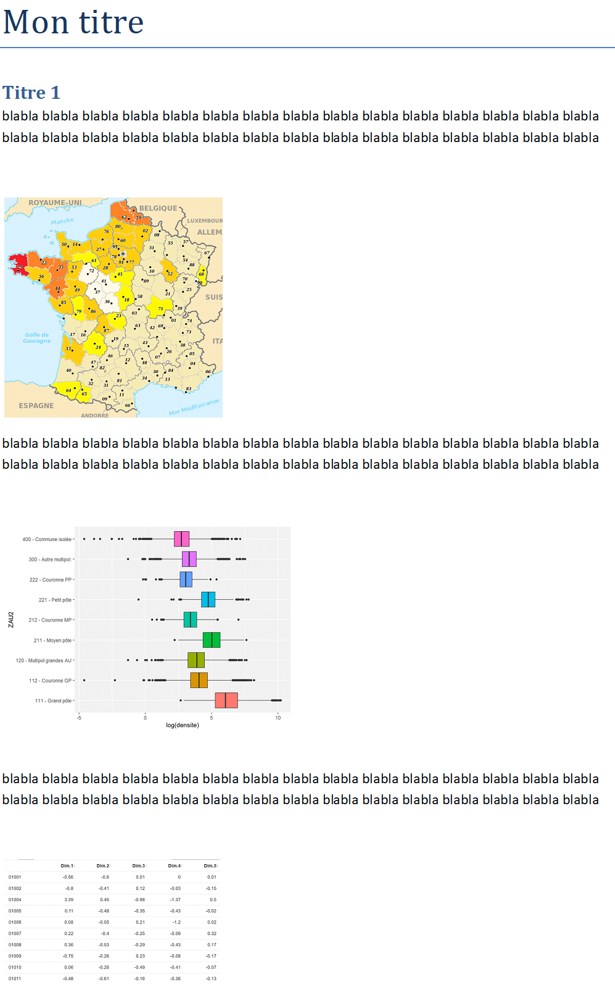 Mon titre
Titre 1
blabla blabla blabla blabla blabla blabla blabla blabla blabla blabla blabla blabla blabla blabla blabla
blabla blabla blabla blabla blabla blabla blabla blabla blabla blabla blabla blabla blabla blabla blabla
ROYAUME-UNI
BELGIQUE
Manche
LUXEMBOUR
ALLEM
62 59
80
02 08
76
60
50 14
27 95
51 55 57
54 67
78
91 77
61
28
88
68
22
29
35
53
72
10
52
45
56
41
89
70
90
44
49
37
21
25
SUIS
85
36
18
58
71
39
79
86
03
23
01
74
63
42
69
73
Golfe de
Gascogne
17
16
87
19
43
38
ITA
33
24
15
26
05
46
12
07
47
82
48
04
40
30
84
06
32
31
81
34
13
64
65
11
83
09
66
ESPAGNE
ANDORRE
Mer Méditerranée
blabla blabla blabla blabla blabla blabla blabla blabla blabla blabla blabla blabla blabla blabla blabla
blabla blabla blabla blabla blabla blabla blabla blabla blabla blabla blabla blabla blabla blabla blabla
400 - Commune isolée
300 - Autre multipol.
222 - Couronne PP
221 - Petit pôle
ZAU2
212 - Couronne MP
211 - Moyen pôle
120 - Multipol grandes AU
112 - Couronne GP
111 - Grand pôle
-5 0 5 10
log(densite)
blabla blabla blabla blabla blabla blabla blabla blabla blabla blabla blabla blabla blabla blabla blabla
blabla blabla blabla blabla blabla blabla blabla blabla blabla blabla blabla blabla blabla blabla blabla
Dim.1 Dim.2 Dim.3 Dim.4 Dim.5
01001 -0.56 -0.6 0.01 0 0.01
01002 -0.8 -0.41 0.12 -0.03 -0.15
01004 3.39 0.45 -0.98 -1.37 0.5
01005 0.11 -0.48 -0.35 -0.43 -0.02
01006 0.08 -0.05 0.21 -1.2 0.02
01007 0.22 -0.4 -0.25 -0.09 0.32
01008 0.36 -0.53 -0.29 -0.43 0.17
01009 -0.75 -0.26 0.23 -0.08 -0.17
01010 0.06 -0.28 -0.49 -0.41 -0.07
01011 -0.48 -0.61 -0.16 -0.36 -0.13